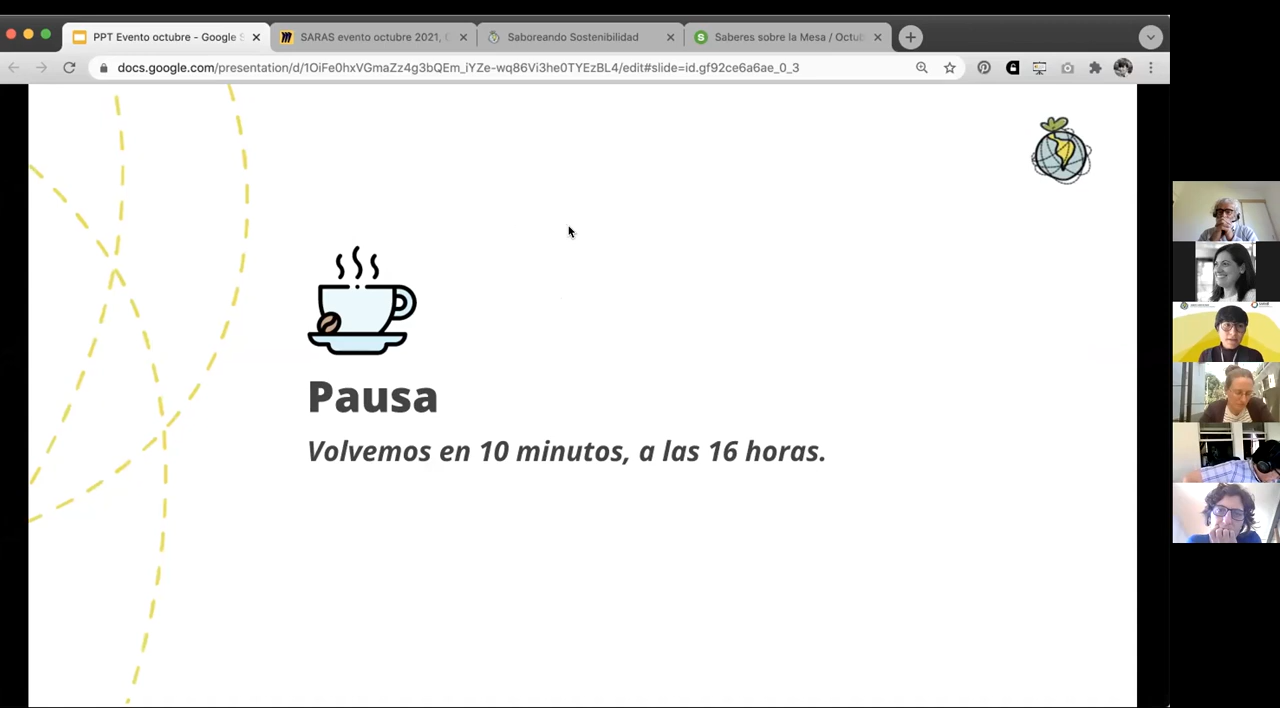 PPT Evento octubre - Google S
SARAS evento octubre 2021, (
Saboreando Sostenibilidad
Saberes sobre la Mesa / Octub
docs.google.com/presentation/d/1OiFe0hxVGmaZz4g3bQEm_iYZe-wq86Vi3he0TYEzBL4/edit#slide=id.gf92ce6a6ae_0_3
Pausa
Volvemos en 10 minutos, a las 16 horas.